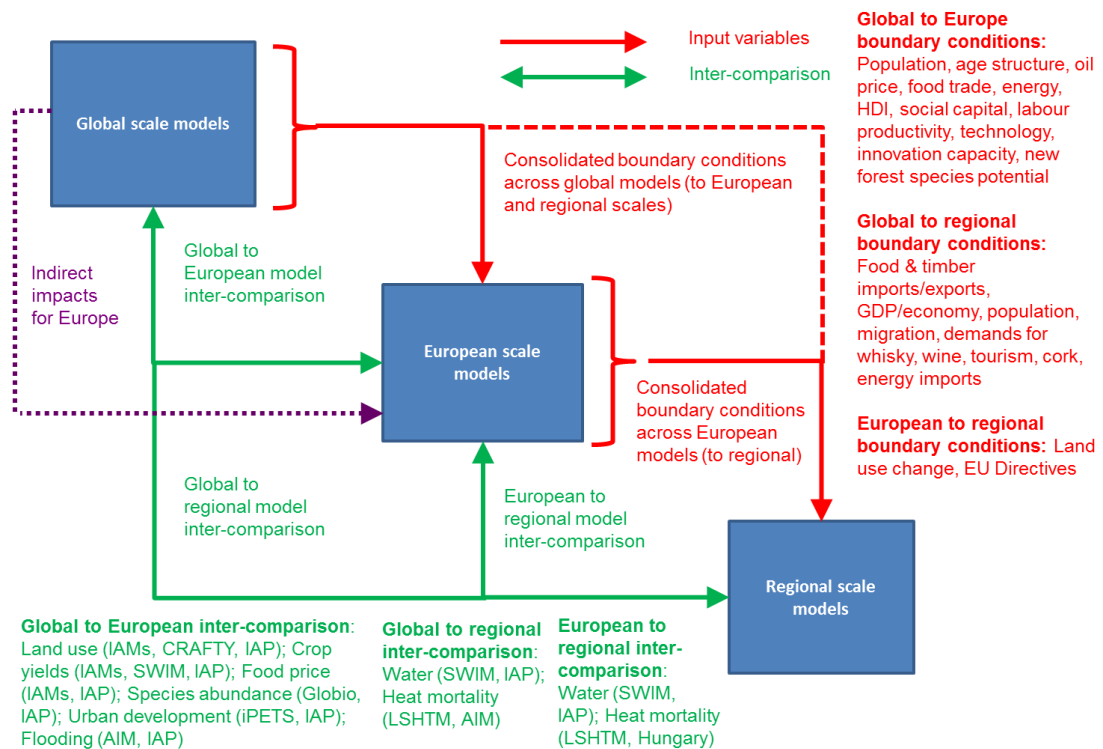 Global scale models
Input variables
Inter-comparison
Consolidated boundary conditions
across global models (to European
and regional scales)
Global to
European model
inter-comparison
Indirect
impacts
for Europe
European scale
models
Consolidated
boundary conditions
across European
models (to regional)
Global to
regional model
inter-comparison
European to
regional model
inter-comparison
Regional scale
models
Global to Europe
boundary conditions:
Population, age structure, oil
price, food trade, energy,
HDI, social capital, labour
productivity, technology,
innovation capacity, new
forest species potential
Global to regional
boundary conditions:
Food & timber
imports/exports,
GDP/economy, population,
migration, demands for
whisky, wine, tourism, cork,
energy imports
European to regional
boundary conditions: Land
use change, EU Directives
Global to European inter-comparison:
Land use (IAMs, CRAFTY, IAP); Crop
yields (IAMs, SWIM, IAP); Food price
(IAMs, IAP); Species abundance (Globio,
IAP); Urban development (iPETS, IAP);
Flooding (AIM, IAP)
Global to regional
inter-comparison:
Water (SWIM, IAP);
Heat mortality
(LSHTM, AIM)
European to
regional inter-
comparison:
Water (SWIM,
IAP); Heat mortality
(LSHTM, Hungary)